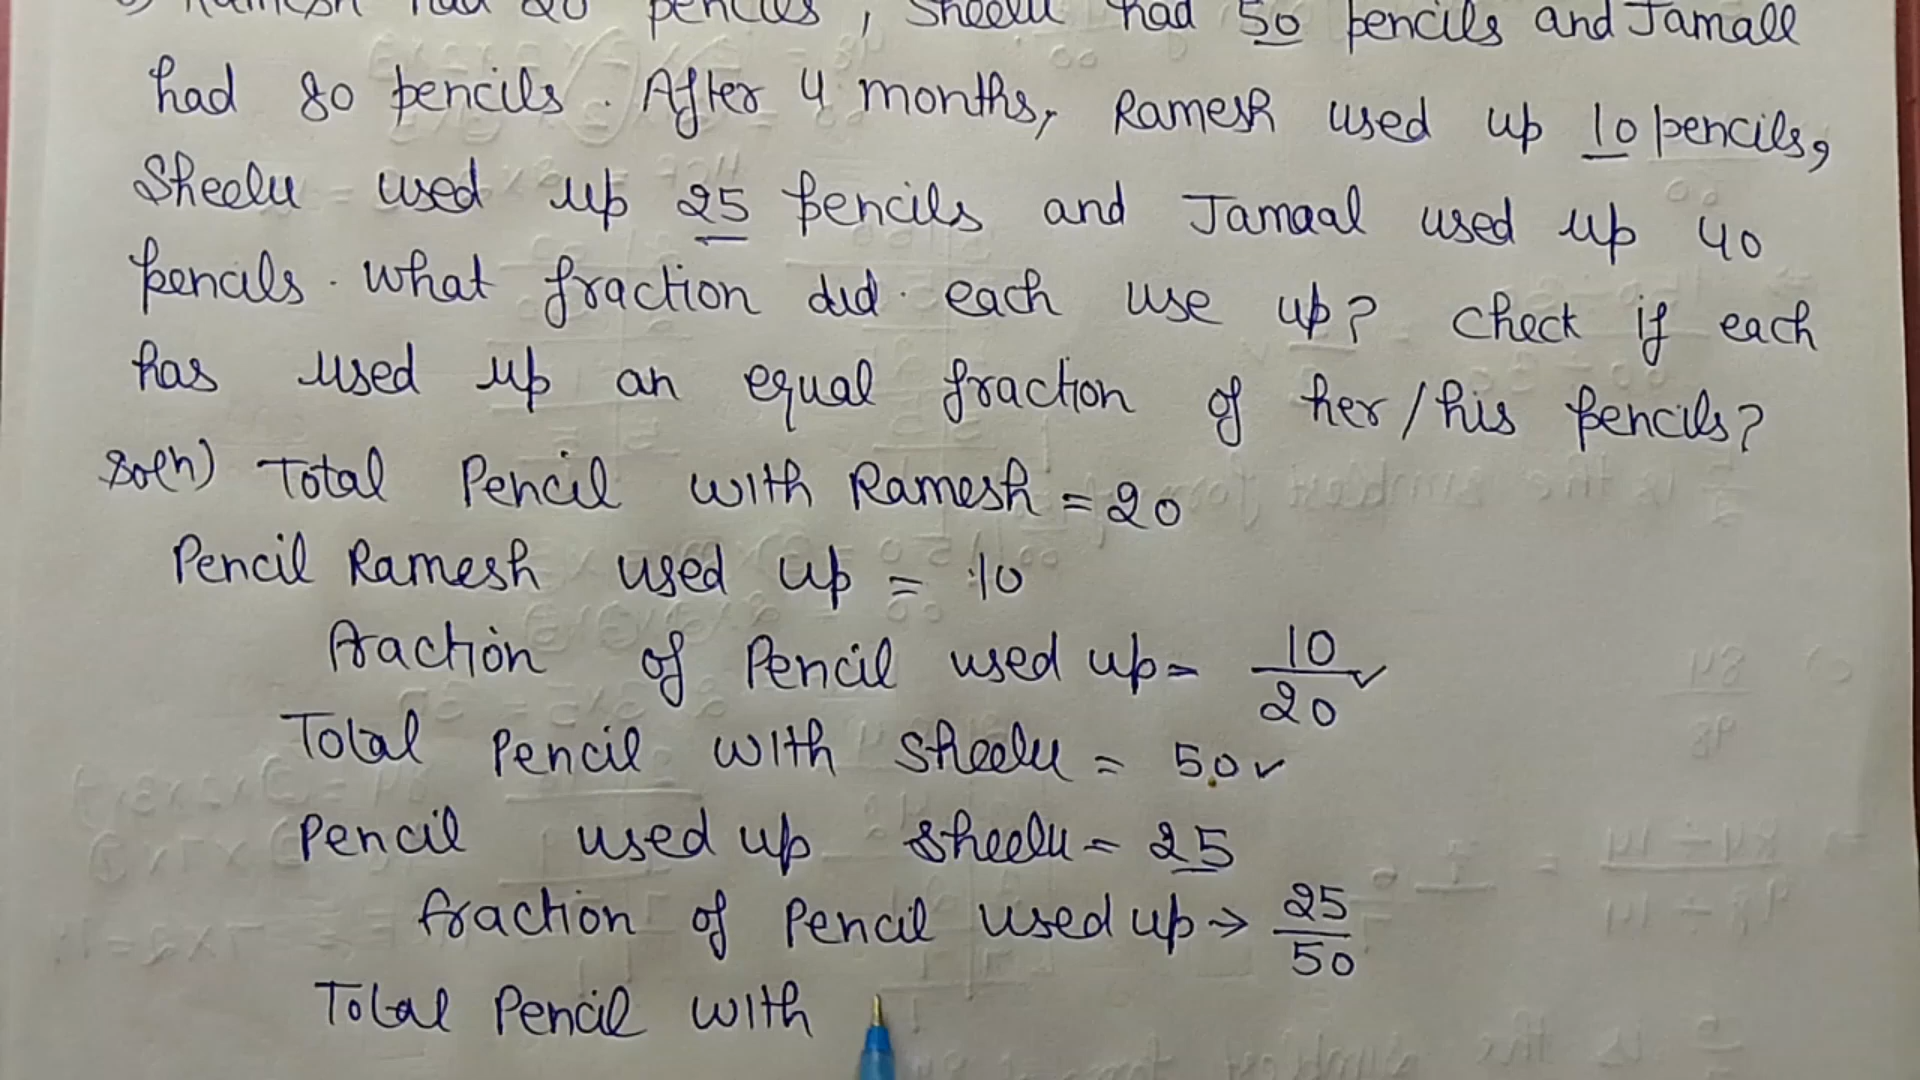 Ramesh had 20 pencils, Sheelu had 50 pencils and Jamall
had 80 pencils. After 4 months, Ramesh used up 10 pencils,
Sheelu used up 25 pencils and Jamaal used up 40
pencils. What fraction did each use up? Check if each
has used up an equal fraction of her/his pencils?
Soln) Total Pencil with Ramesh = 20
Pencil Ramesh used up = 10
fraction of Pencil used up = 10/20 ✓
Total Pencil with Sheelu = 50 ✓
Pencil used up Sheelu = 25
fraction of Pencil used up → 25/50
Total Pencil with